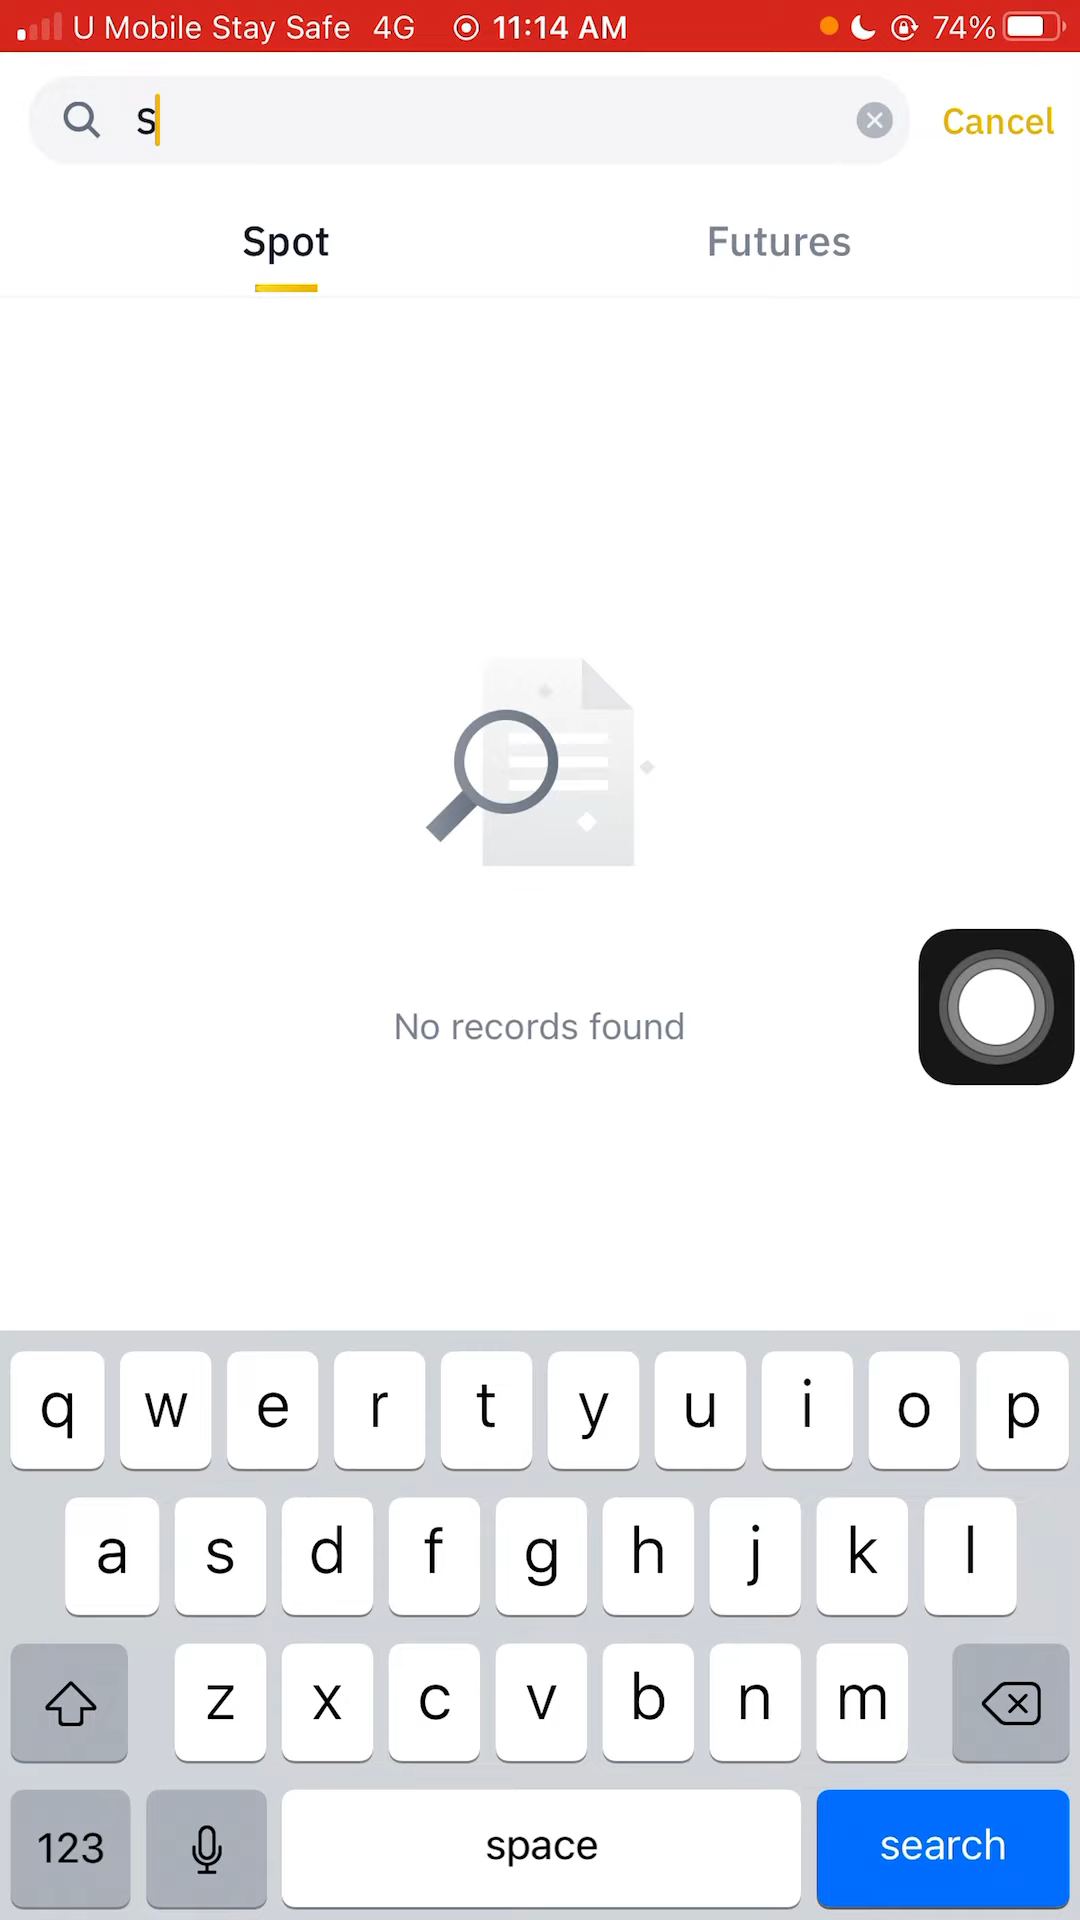 U Mobile Stay Safe 4G 11:14 AM 74%
S Cancel
Spot Futures
No records found
q w e r t y u i o p
a s d f g h j k l
z x c v b n m
123 space search